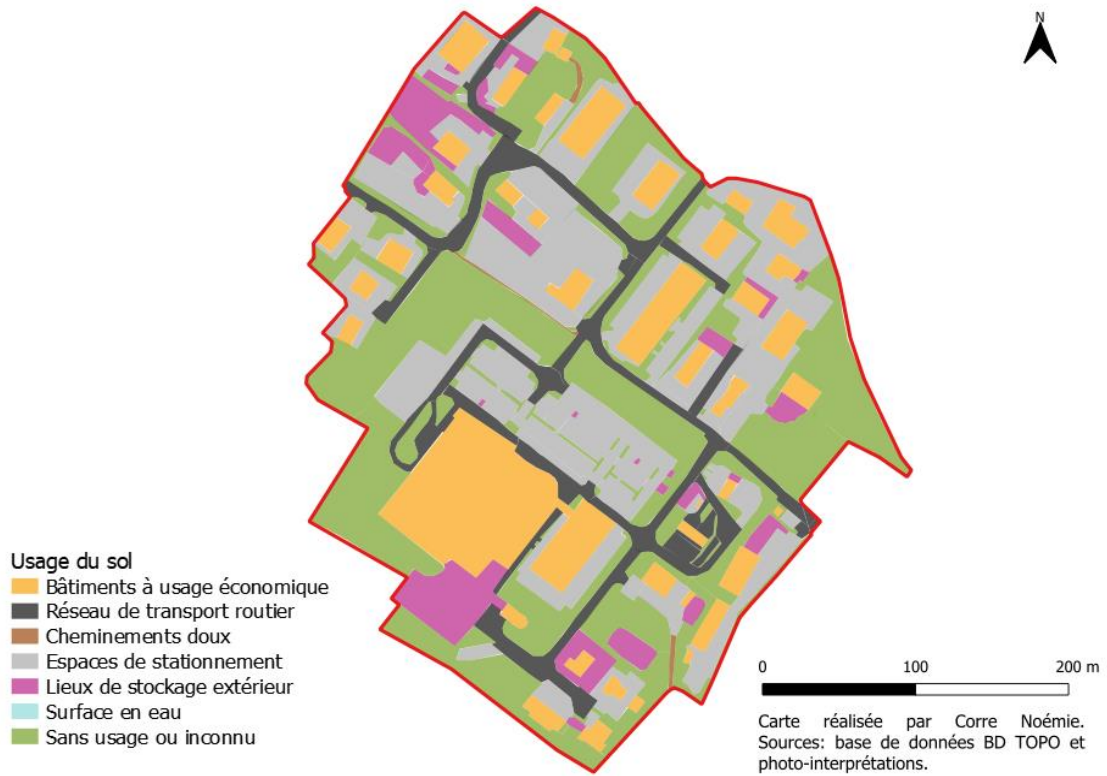 N
Usage du sol
Bâtiments à usage économique
Réseau de transport routier
Cheminements doux
Espaces de stationnement
Lieux de stockage extérieur
Surface en eau
Sans usage ou inconnu
0 100 200 m
Carte réalisée par Corre Noémie.
Sources: base de données BD TOPO et
photo-interprétations.